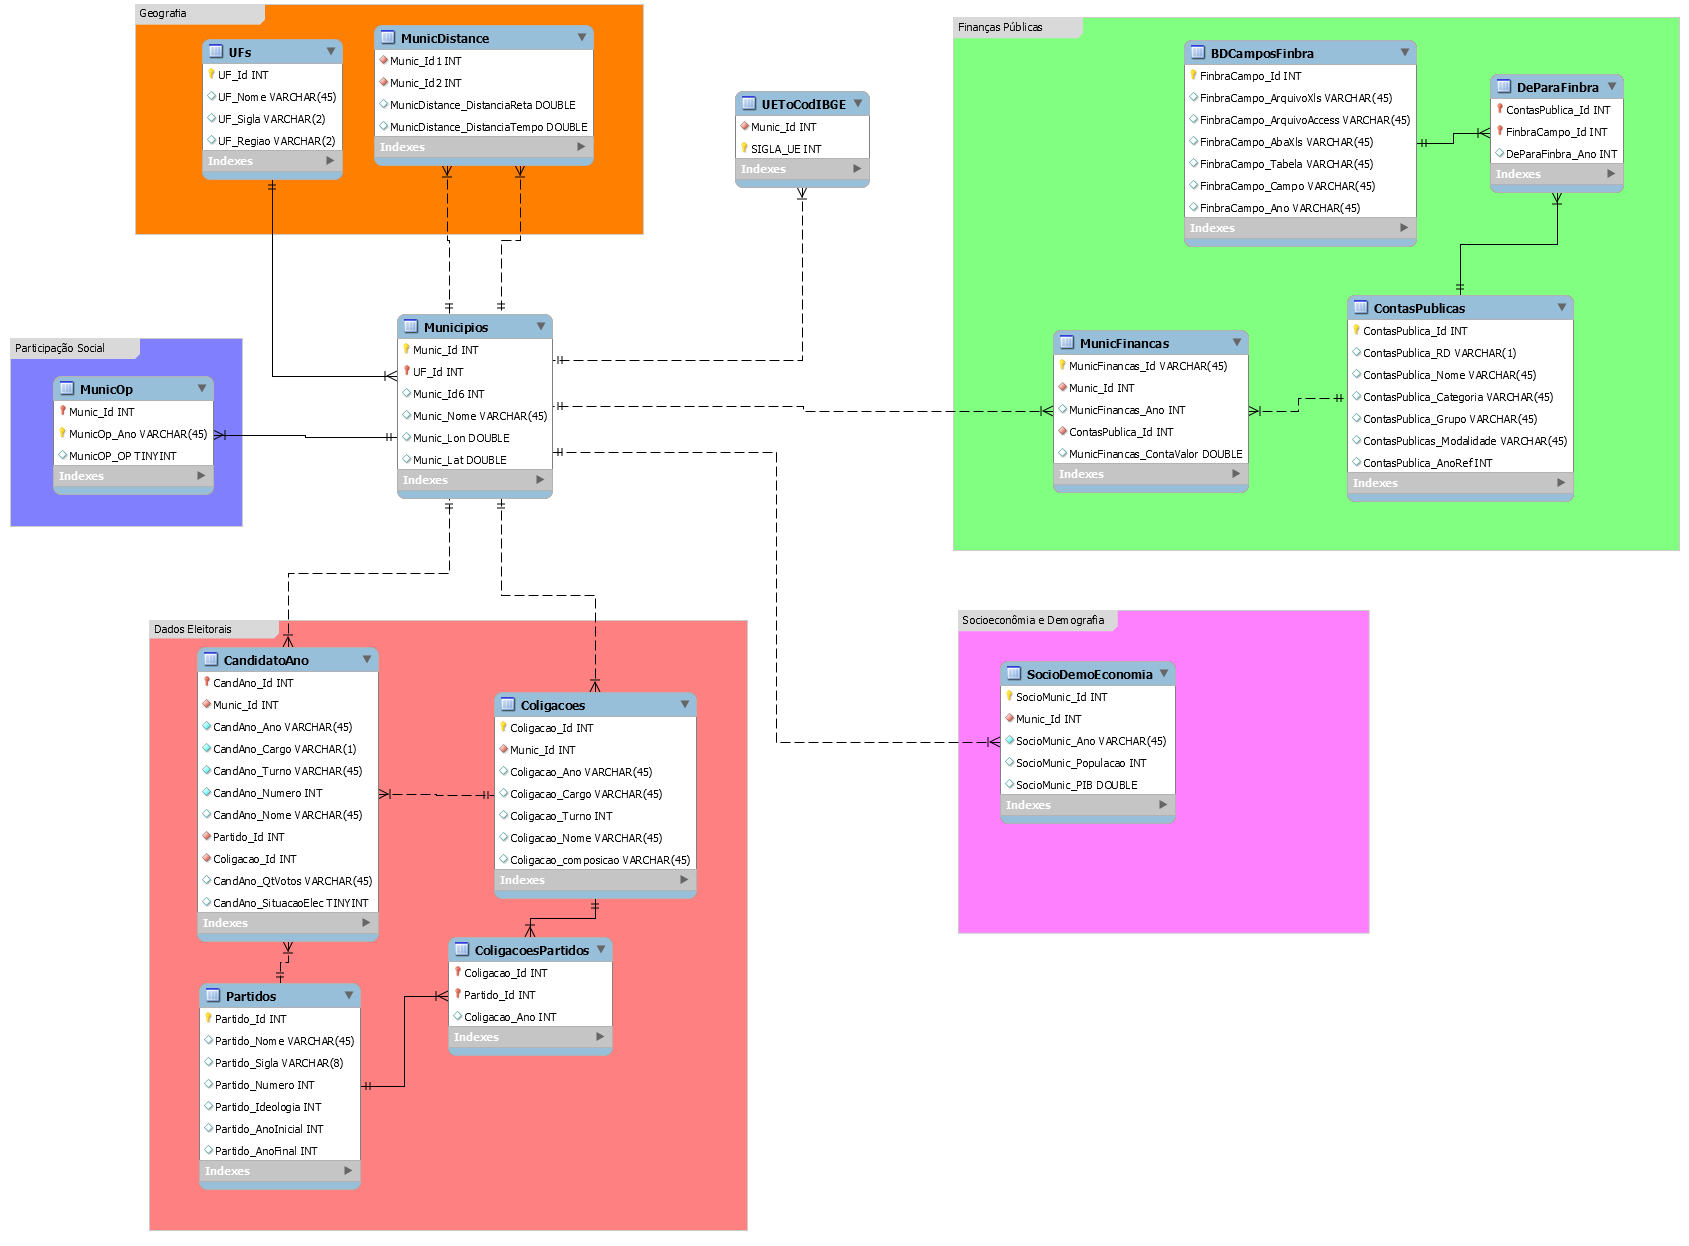 Geografia
UFs
UF_Id INT
UF_Nome VARCHAR(45)
UF_Sigla VARCHAR(2)
UF_Regiao VARCHAR(2)
Indexes
MunicDistance
Munic_Id1 INT
Munic_Id2 INT
MunicDistance_DistanciaReta DOUBLE
MunicDistance_DistanciaTempo DOUBLE
Indexes
UEToCodIBGE
Munic_Id INT
SIGLA_UE INT
Indexes
Finanças Públicas
BDCamposFinbra
FinbraCampo_Id INT
FinbraCampo_ArquivoXls VARCHAR(45)
FinbraCampo_ArquivoAccess VARCHAR(45)
FinbraCampo_AbaXls VARCHAR(45)
FinbraCampo_Tabela VARCHAR(45)
FinbraCampo_Campo VARCHAR(45)
FinbraCampo_Ano VARCHAR(45)
Indexes
DeParaFinbra
ContasPublica_Id INT
FinbraCampo_Id INT
DeParaFinbra_Ano INT
Indexes
MunicFinancas
MunicFinancas_Id VARCHAR(45)
Munic_Id INT
MunicFinancas_Ano INT
ContasPublica_Id INT
MunicFinancas_ContaValor DOUBLE
Indexes
ContasPublicas
ContasPublica_Id INT
ContasPublica_RD VARCHAR(1)
ContasPublica_Nome VARCHAR(45)
ContasPublica_Categoria VARCHAR(45)
ContasPublica_Grupo VARCHAR(45)
ContasPublicas_Modalidade VARCHAR(45)
ContasPublica_AnoRef INT
Indexes
Participação Social
MunicOp
Munic_Id INT
MunicOp_Ano VARCHAR(45)
MunicOP_OP TINYINT
Indexes
Municipios
Munic_Id INT
UF_Id INT
Munic_Id6 INT
Munic_Nome VARCHAR(45)
Munic_Lon DOUBLE
Munic_Lat DOUBLE
Indexes
Dados Eleitorais
CandidatoAno
CandAno_Id INT
Munic_Id INT
CandAno_Ano VARCHAR(45)
CandAno_Cargo VARCHAR(1)
CandAno_Turno VARCHAR(45)
CandAno_Numero INT
CandAno_Nome VARCHAR(45)
Partido_Id INT
Coligacao_Id INT
CandAno_QtVotos VARCHAR(45)
CandAno_SituacaoElec TINYINT
Indexes
Coligacoes
Coligacao_Id INT
Munic_Id INT
Coligacao_Ano VARCHAR(45)
Coligacao_Cargo VARCHAR(45)
Coligacao_Turno INT
Coligacao_Nome VARCHAR(45)
Coligacao_composicao VARCHAR(45)
Indexes
ColigacoesPartidos
Coligacao_Id INT
Partido_Id INT
Coligacao_Ano INT
Indexes
Partidos
Partido_Id INT
Partido_Nome VARCHAR(45)
Partido_Sigla VARCHAR(8)
Partido_Numero INT
Partido_Ideologia INT
Partido_AnoInicial INT
Partido_AnoFinal INT
Indexes
Socioeconômia e Demografia
SocioDemoEconomia
SocioMunic_Id INT
Munic_Id INT
SocioMunic_Ano VARCHAR(45)
SocioMunic_Populacao INT
SocioMunic_PIB DOUBLE
Indexes